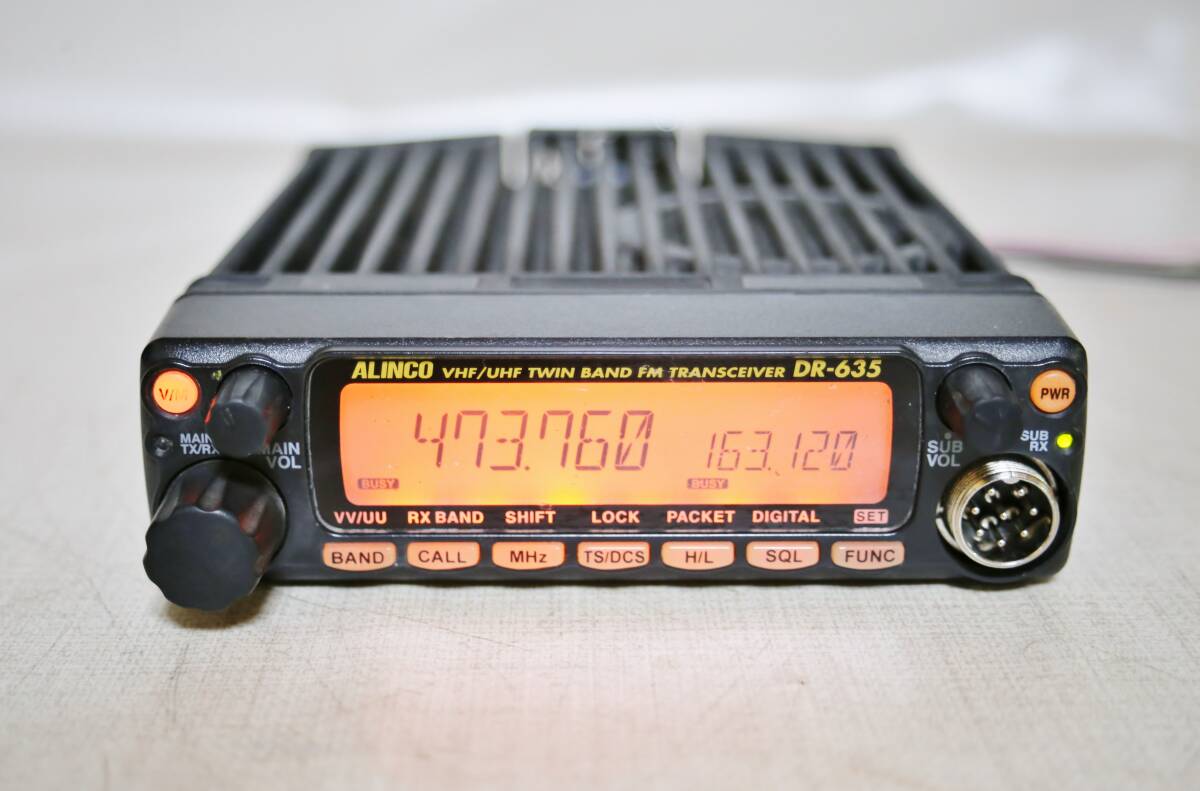 ALINCO VHF/UHF TWIN BAND FM TRANSCEIVER DR-635
V/M
PWR
MAIN TX/RX
MAIN VOL
473.760
163.120
BUSY
BUSY
SUB VOL
SUB RX
VV/UU RX BAND SHIFT LOCK PACKET DIGITAL SET
BAND CALL MHz TS/DCS H/L SQL FUNC